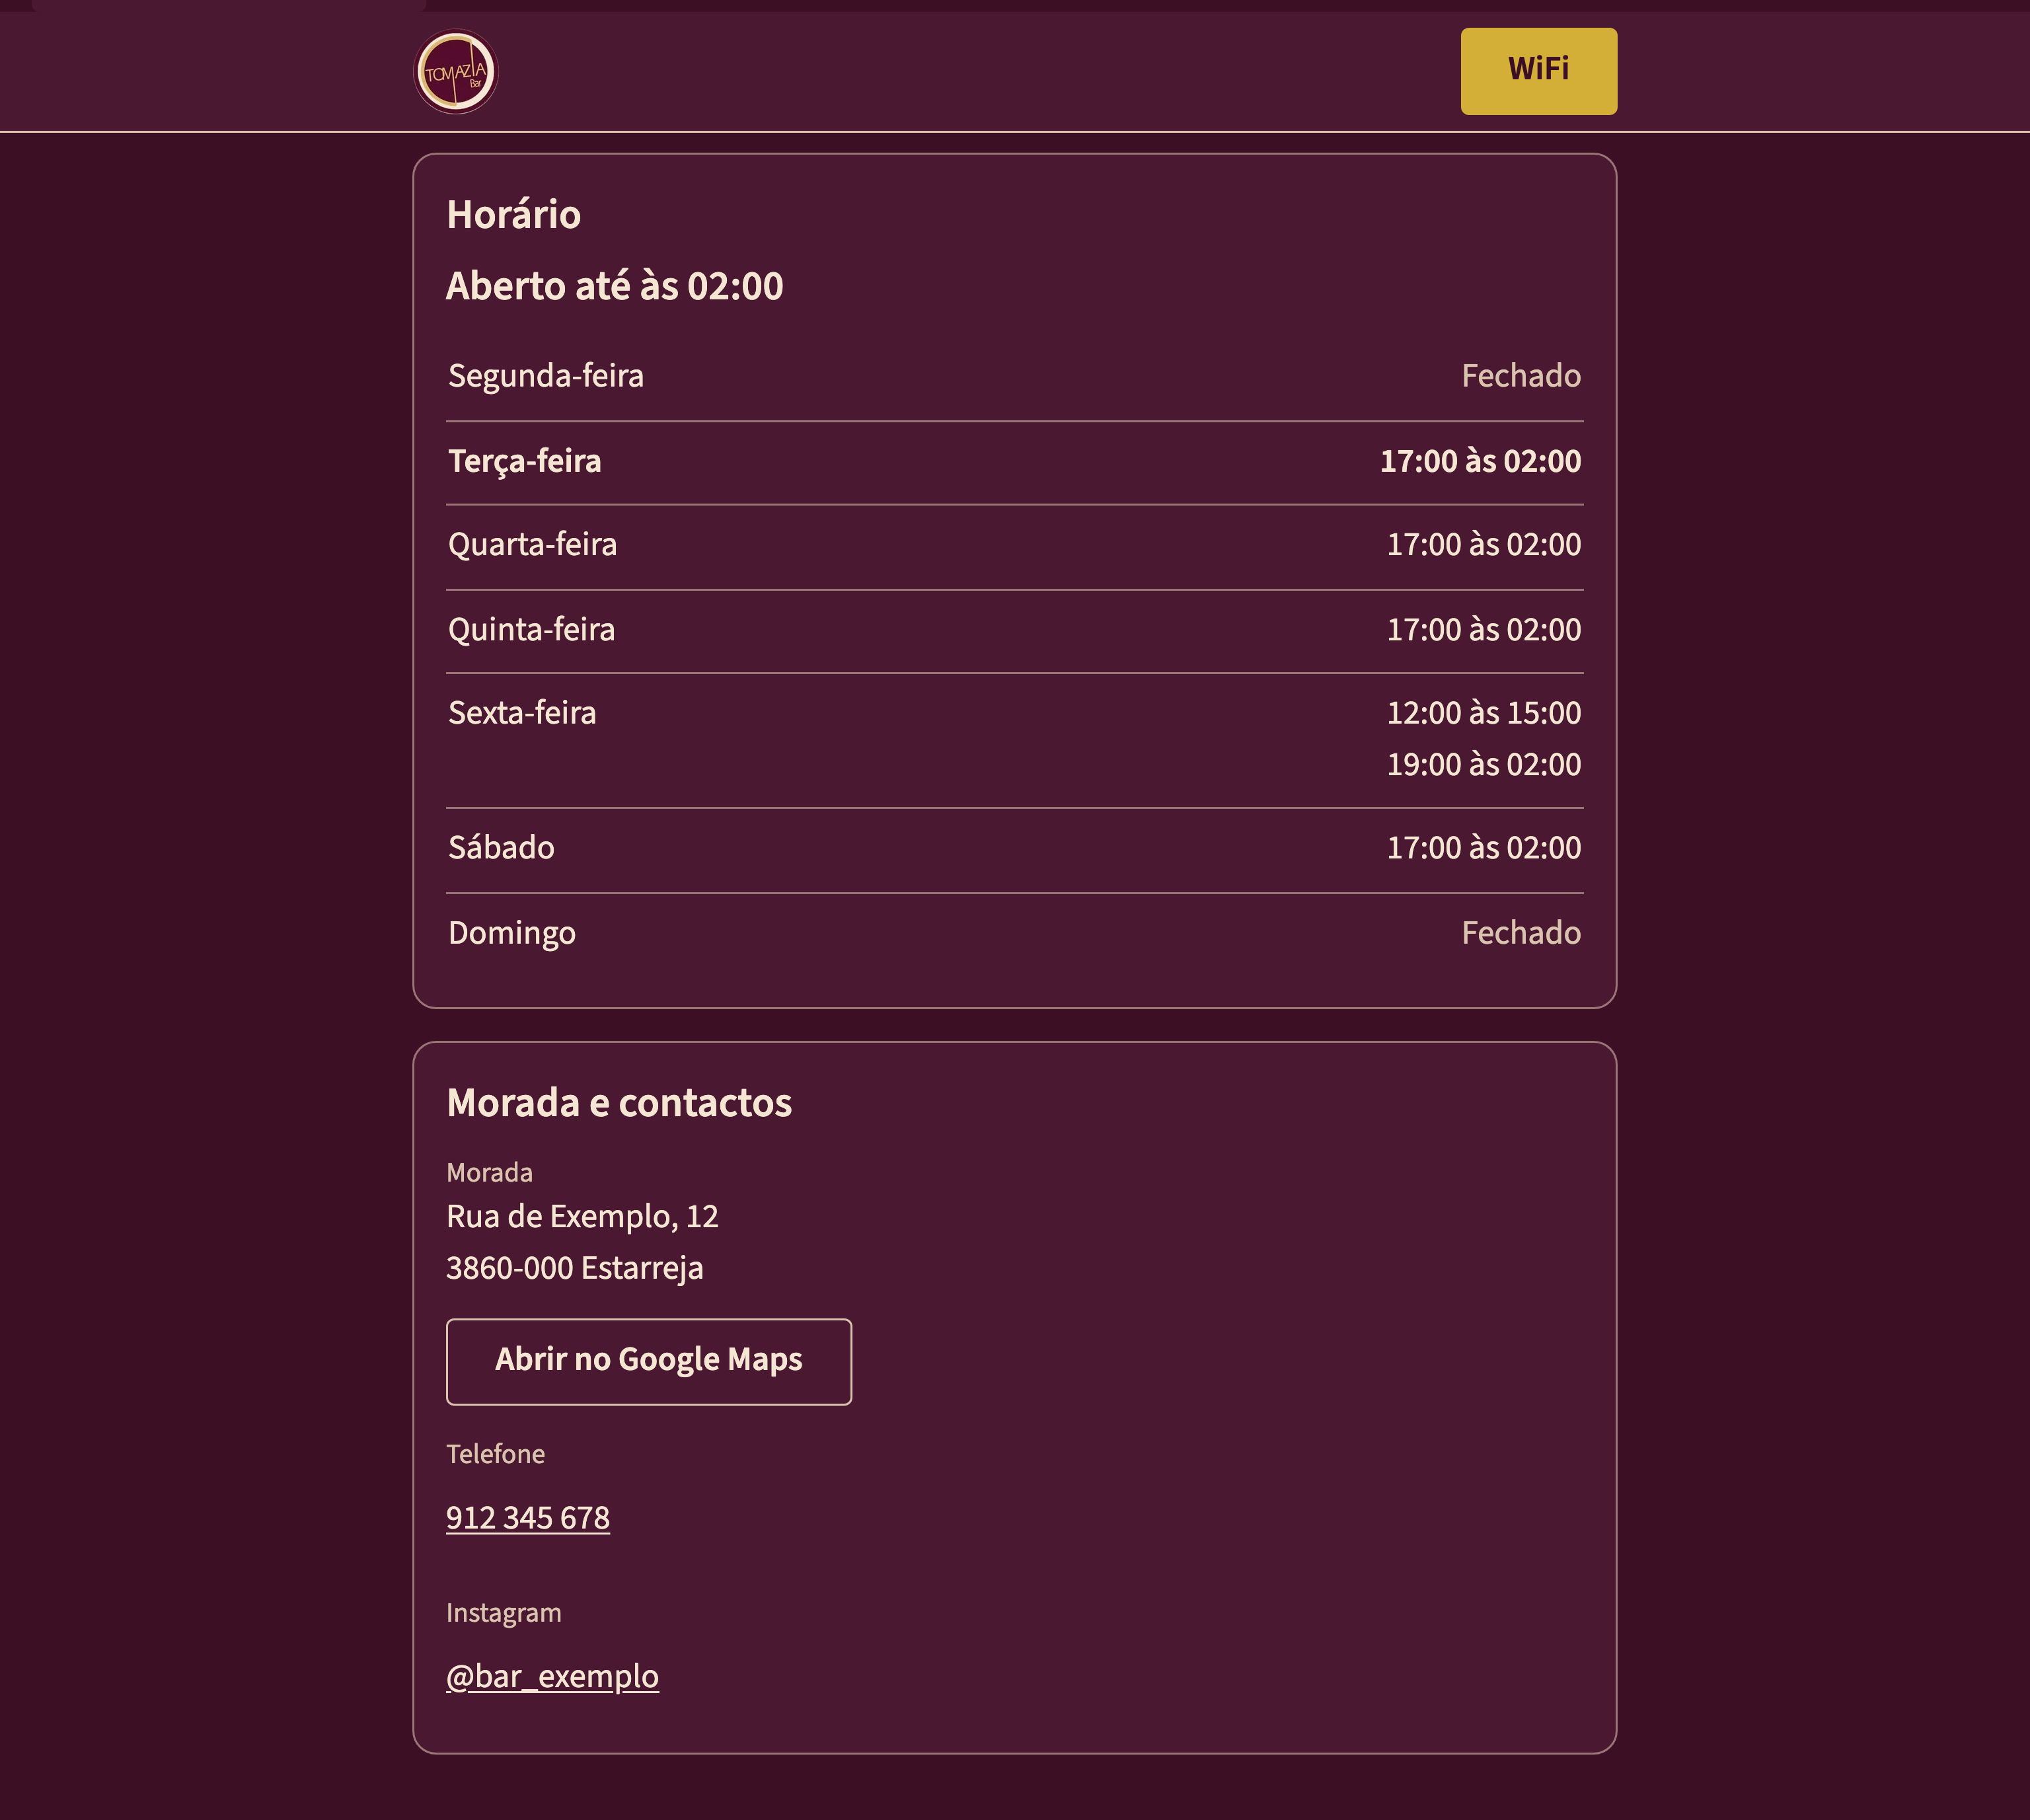 TOMAZIA
Bar
WiFi
Horário
Aberto até às 02:00
Segunda-feira Fechado
Terça-feira 17:00 às 02:00
Quarta-feira 17:00 às 02:00
Quinta-feira 17:00 às 02:00
Sexta-feira 12:00 às 15:00
19:00 às 02:00
Sábado 17:00 às 02:00
Domingo Fechado
Morada e contactos
Morada
Rua de Exemplo, 12
3860-000 Estarreja
Abrir no Google Maps
Telefone
912 345 678
Instagram
@bar_exemplo